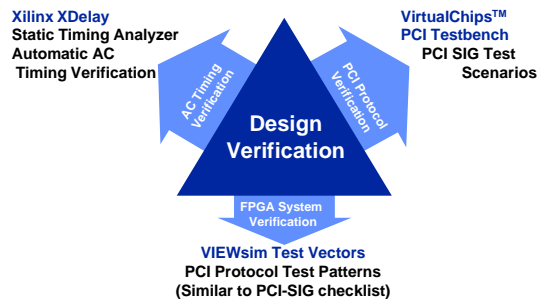 Xilinx XDelay
Static Timing Analyzer
Automatic AC
Timing Verification
VirtualChips™
PCI Testbench
PCI SIG Test
Scenarios
AC Timing
Verification
PCI Protocol
Verification
Design
Verification
FPGA System
Verification
VIEWsim Test Vectors
PCI Protocol Test Patterns
(Similar to PCI-SIG checklist)